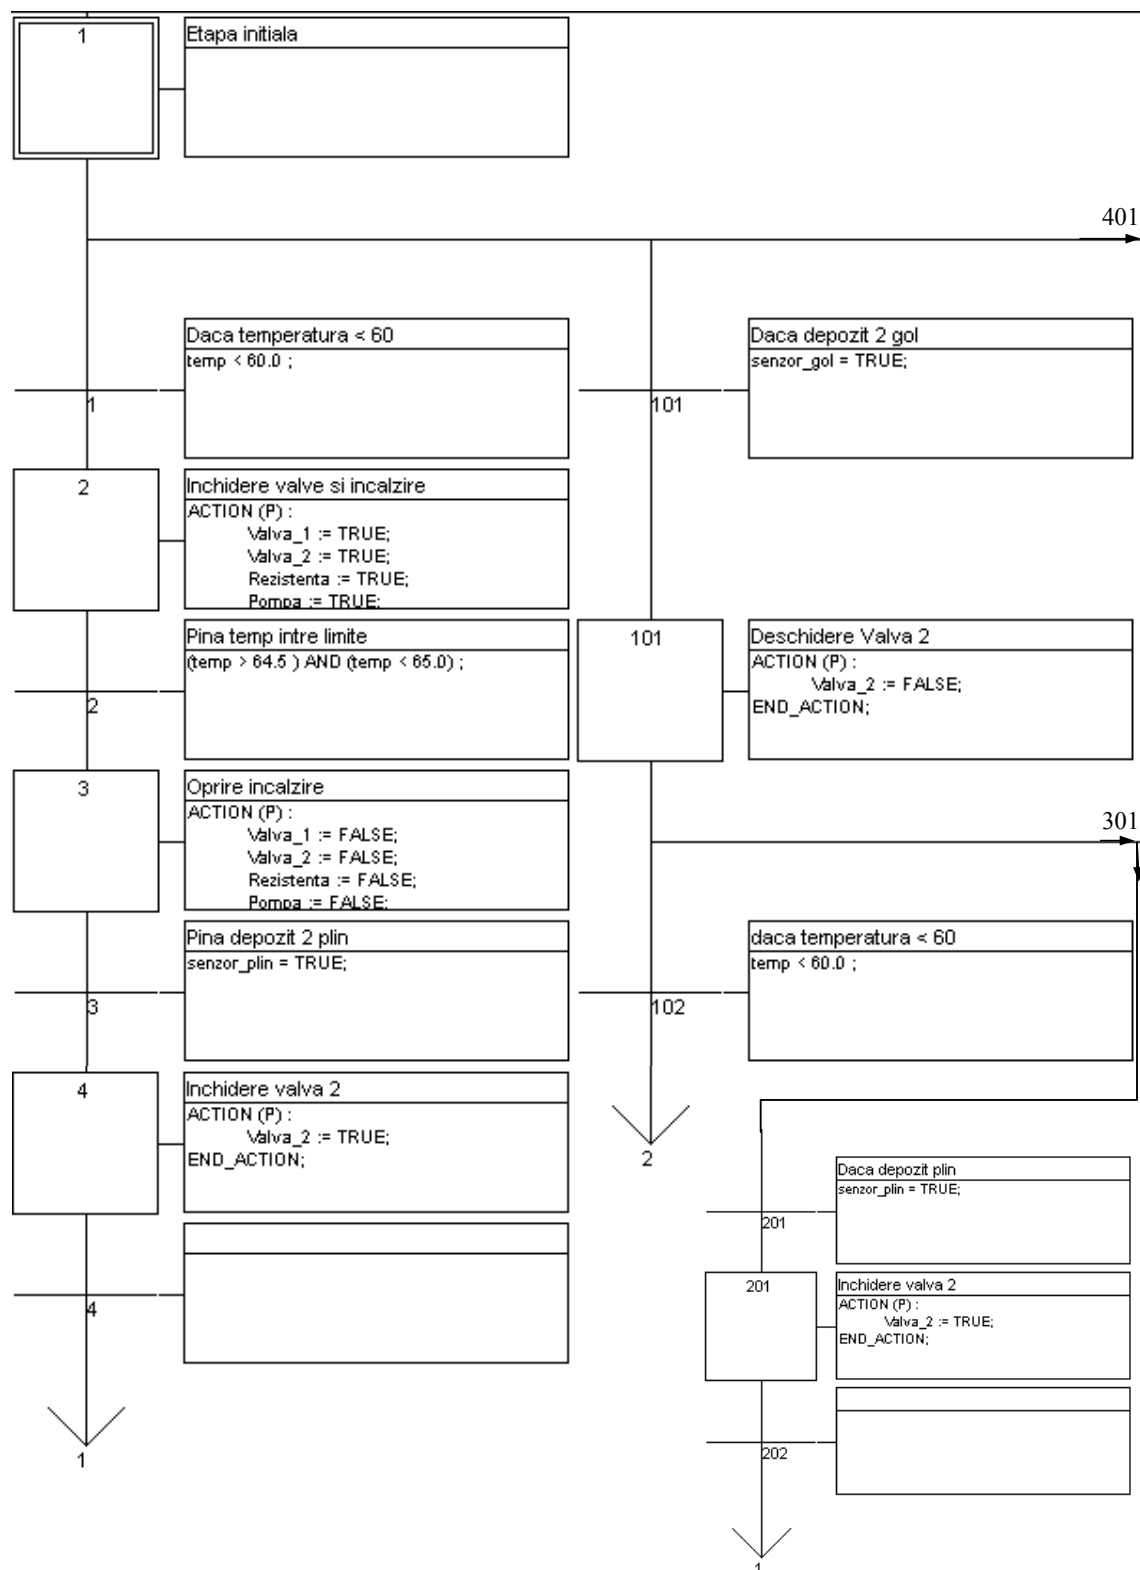 1
Etapa initiala
401
Daca temperatura < 60
temp < 60.0 ;
1
Daca depozit 2 gol
senzor_gol = TRUE;
101
2
Inchidere valve si incalzire
ACTION (P) :
Valva_1 := TRUE;
Valva_2 := TRUE;
Rezistenta := TRUE;
Pompa := TRUE;
Pina temp intre limite
(temp > 64.5 ) AND (temp < 65.0) ;
2
101
Deschidere Valva 2
ACTION (P) :
Valva_2 := FALSE;
END_ACTION;
3
Oprire incalzire
ACTION (P) :
Valva_1 := FALSE;
Valva_2 := FALSE;
Rezistenta := FALSE;
Pompa := FALSE;
301
Pina depozit 2 plin
senzor_plin = TRUE;
3
daca temperatura < 60
temp < 60.0 ;
102
2
4
Inchidere valva 2
ACTION (P) :
Valva_2 := TRUE;
END_ACTION;
4
1
Daca depozit plin
senzor_plin = TRUE;
201
201
Inchidere valva 2
ACTION (P) :
Valva_2 := TRUE;
END_ACTION;
202
1